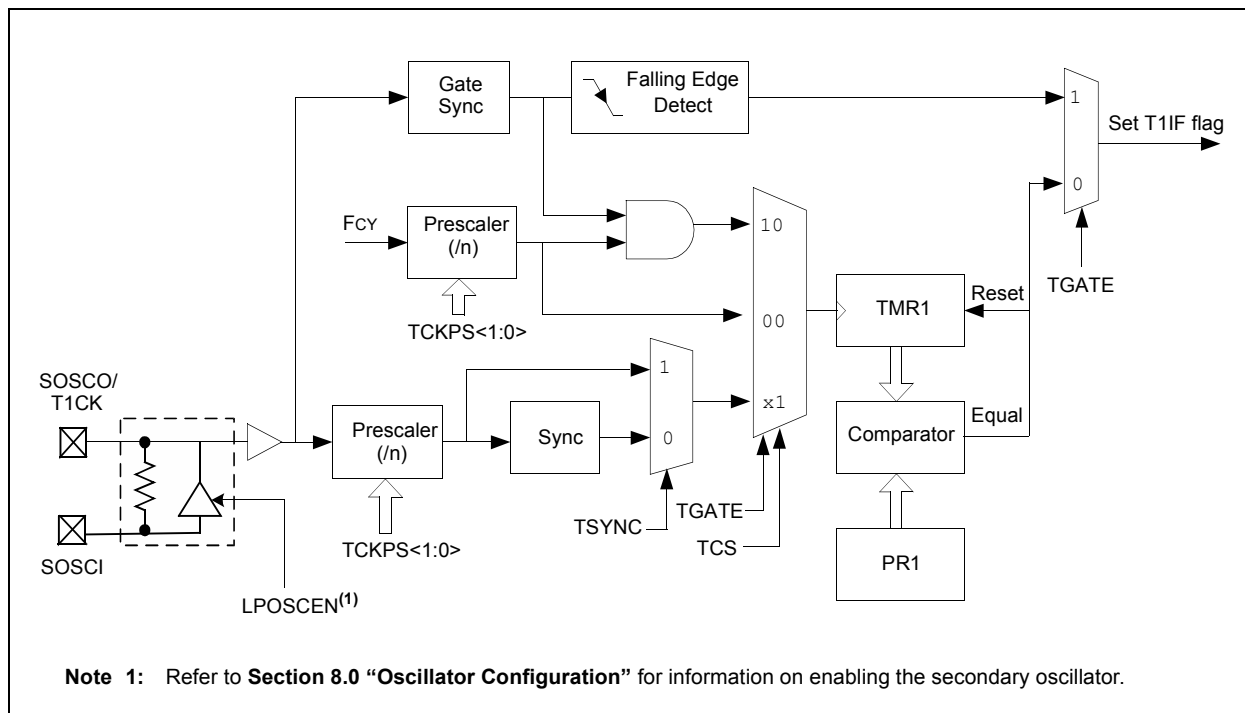 Gate
Sync
Falling Edge
Detect
1
Set T1IF flag
0
FCY
Prescaler
(/n)
10
TGATE
TCKPS<1:0>
00
TMR1
Reset
SOSCO/
T1CK
1
x1
Prescaler
(/n)
Sync
0
Comparator
Equal
TGATE
TSYNC
TCS
SOSCI
TCKPS<1:0>
PR1
LPOSCEN(1)
Note 1: Refer to Section 8.0 “Oscillator Configuration” for information on enabling the secondary oscillator.